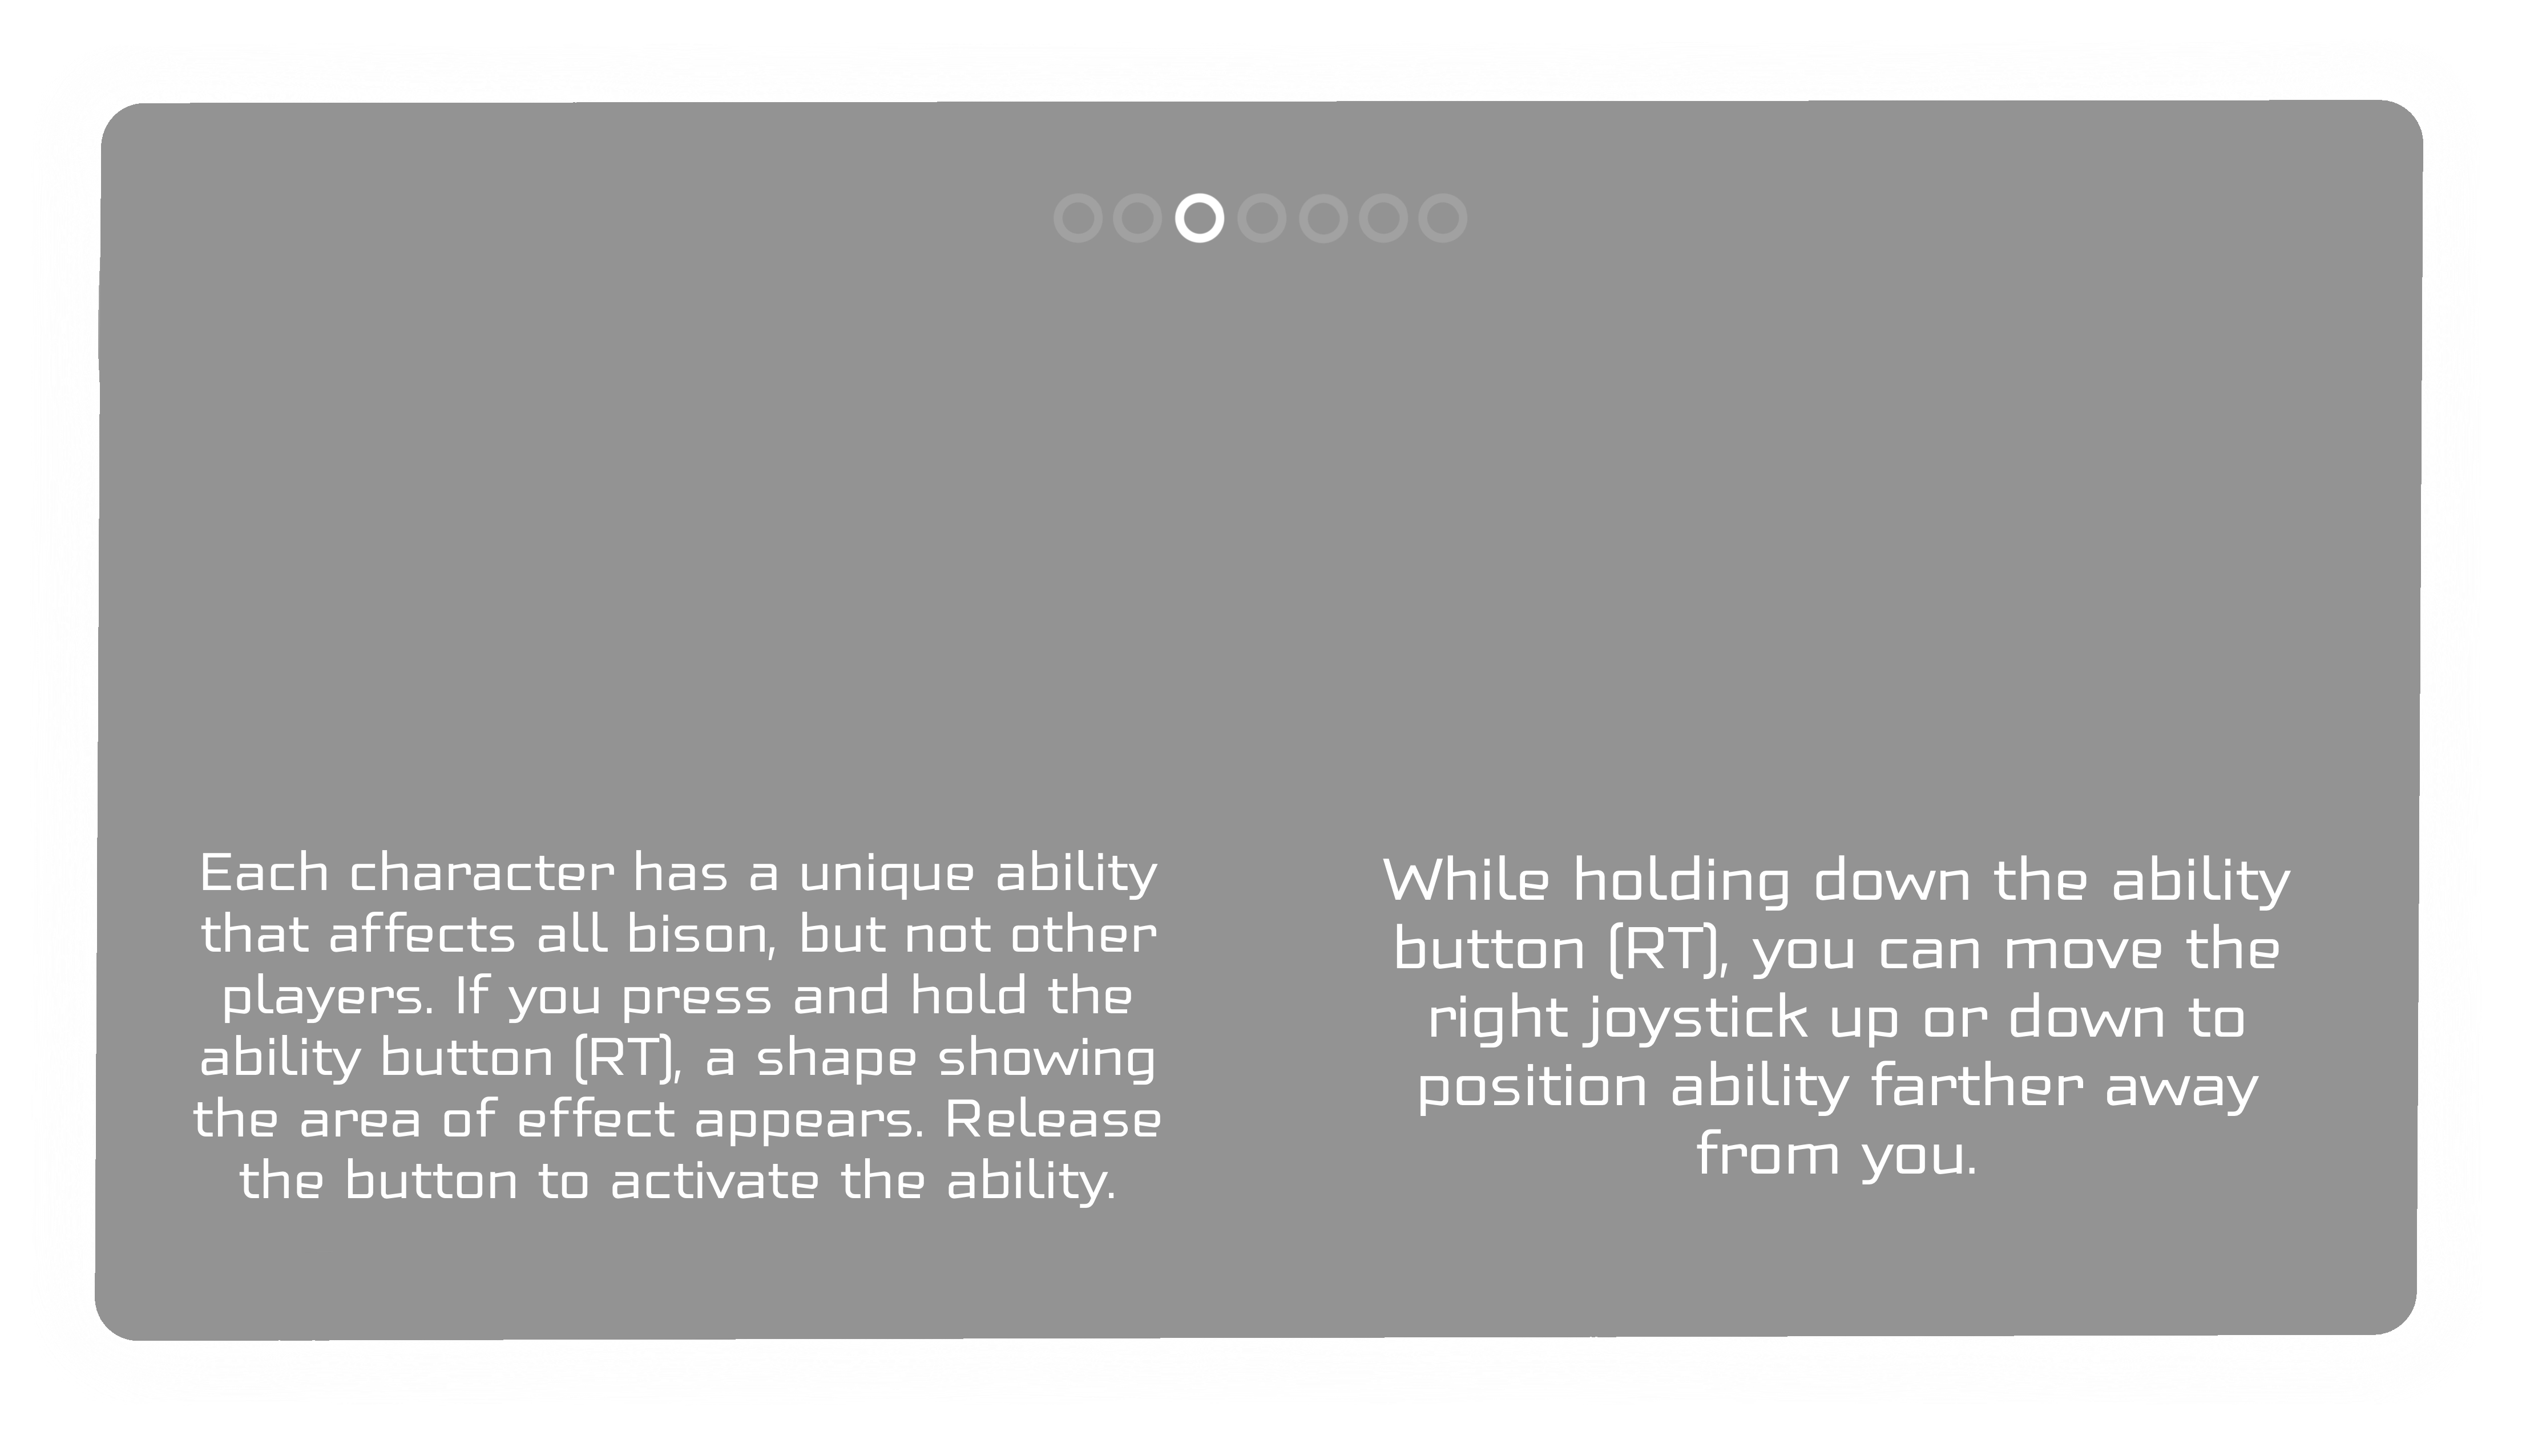 Each character has a unique ability
that affects all bison, but not other
players. If you press and hold the
ability button (RT), a shape showing
the area of effect appears. Release
the button to activate the ability.
While holding down the ability
button (RT), you can move the
right joystick up or down to
position ability farther away
from you.